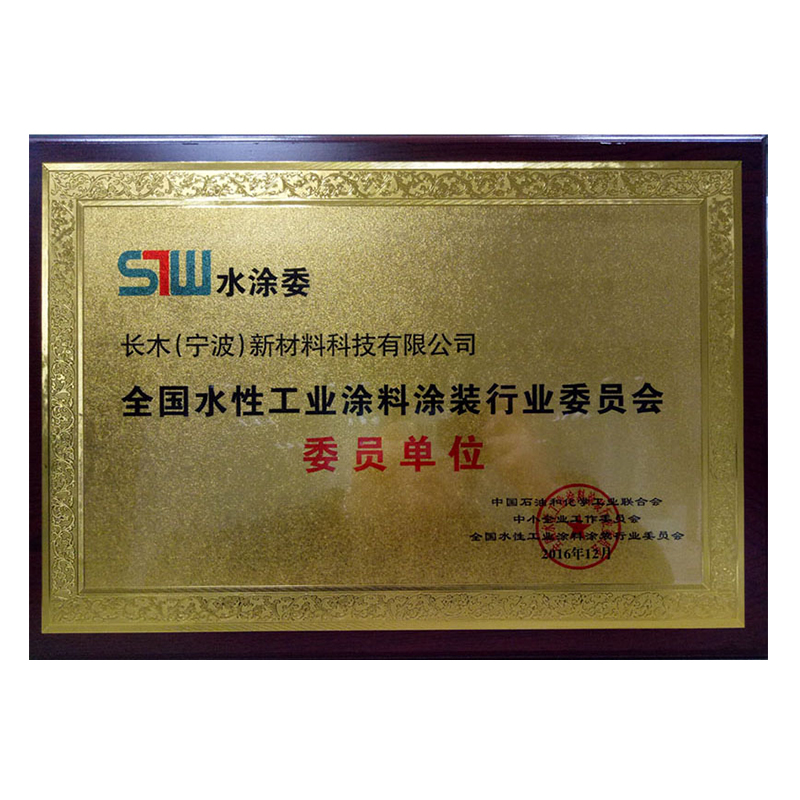 STW水涂委
长木(宁波)新材料科技有限公司
全国水性工业涂料涂装行业委员会
委员单位
中国石油和化学工业联合会
中小企业工作委员会
全国水性工业涂料涂装行业委员会
2016年12月